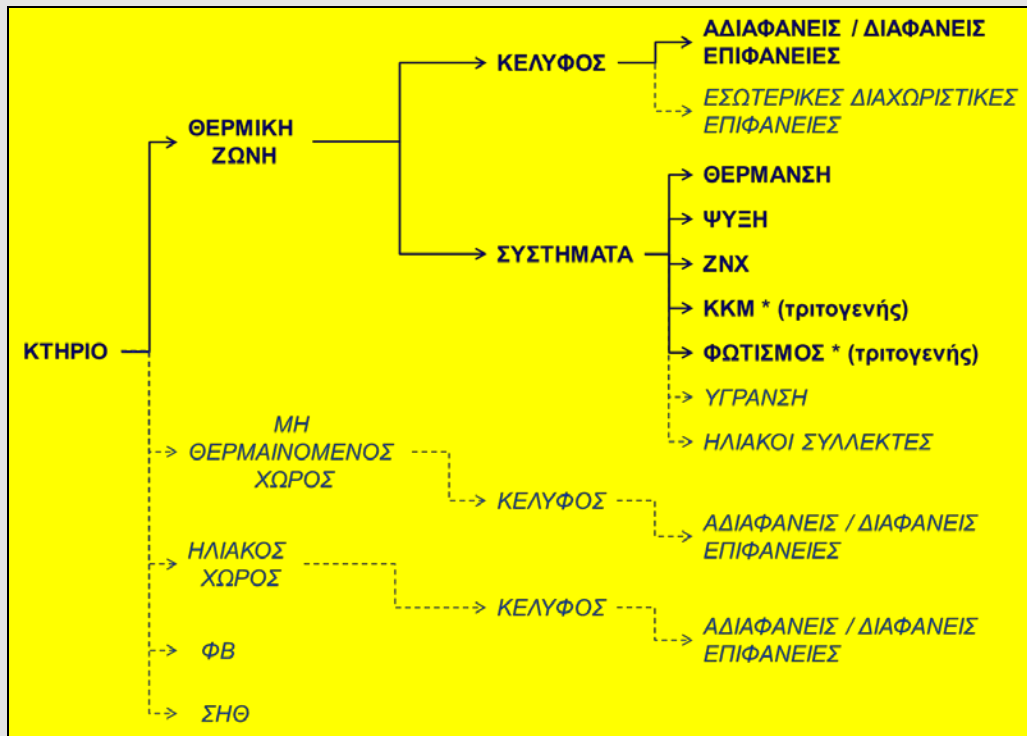 ΑΔΙΑΦΑΝΕΙΣ / ΔΙΑΦΑΝΕΙΣ
ΕΠΙΦΑΝΕΙΕΣ
ΚΕΛΥΦΟΣ
ΕΣΩΤΕΡΙΚΕΣ ΔΙΑΧΩΡΙΣΤΙΚΕΣ
ΕΠΙΦΑΝΕΙΕΣ
ΘΕΡΜΙΚΗ
ΖΩΝΗ
ΘΕΡΜΑΝΣΗ
ΨΥΞΗ
ΣΥΣΤΗΜΑΤΑ
ΖΝΧ
ΚΚΜ * (τριτογενής)
ΚΤΗΡΙΟ
ΦΩΤΙΣΜΟΣ * (τριτογενής)
ΥΓΡΑΝΣΗ
ΗΛΙΑΚΟΙ ΣΥΛΛΕΚΤΕΣ
ΜΗ
ΘΕΡΜΑΙΝΟΜΕΝΟΣ
ΧΩΡΟΣ
ΚΕΛΥΦΟΣ
ΑΔΙΑΦΑΝΕΙΣ / ΔΙΑΦΑΝΕΙΣ
ΕΠΙΦΑΝΕΙΕΣ
ΗΛΙΑΚΟΣ
ΧΩΡΟΣ
ΚΕΛΥΦΟΣ
ΑΔΙΑΦΑΝΕΙΣ / ΔΙΑΦΑΝΕΙΣ
ΕΠΙΦΑΝΕΙΕΣ
ΦΒ
ΣΗΘ